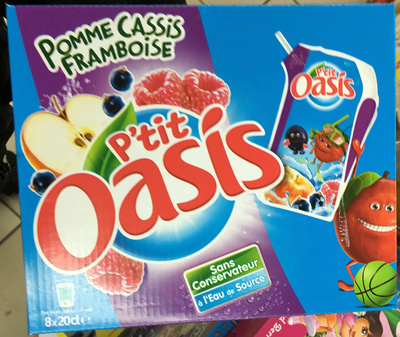 POMME CASSIS
FRAMBOISE
P'tit
Oasis
P'tit
Oasis
Sans
Conservateur
à l'Eau de Source
8x20cl e